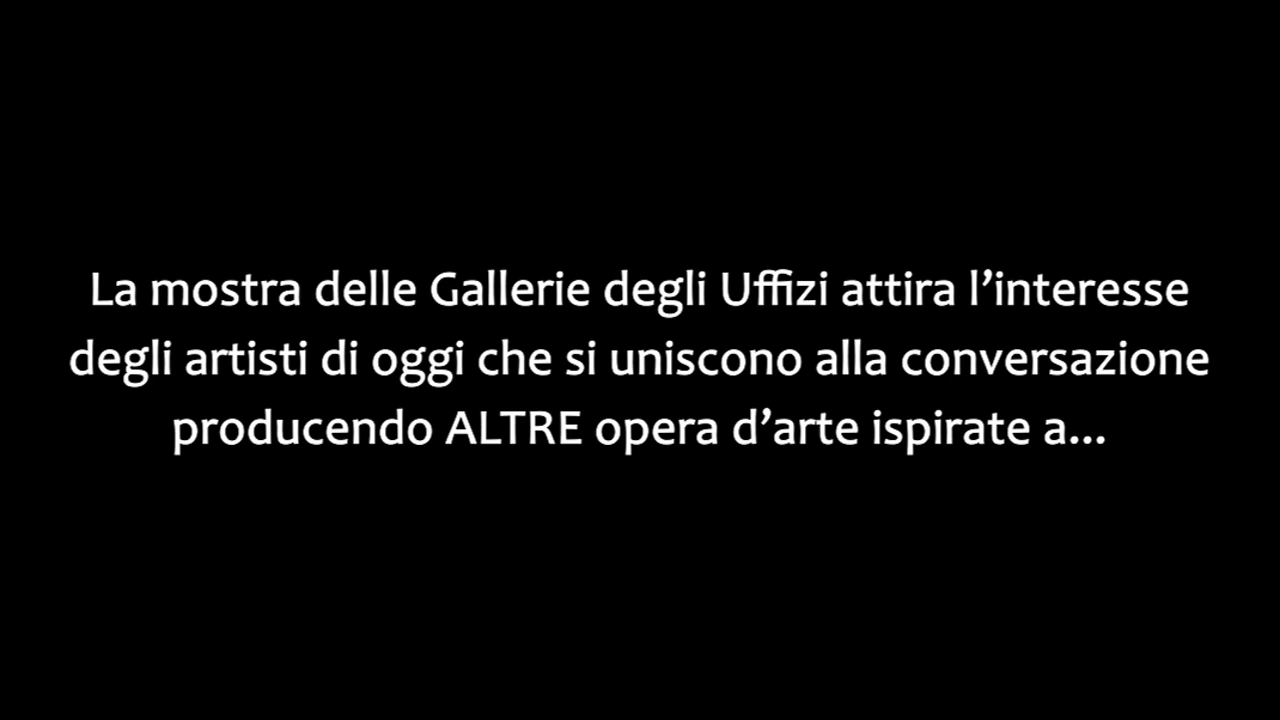 La mostra delle Gallerie degli Uffizi attira l’interesse
degli artisti di oggi che si uniscono alla conversazione
producendo ALTRE opera d’arte ispirate a...